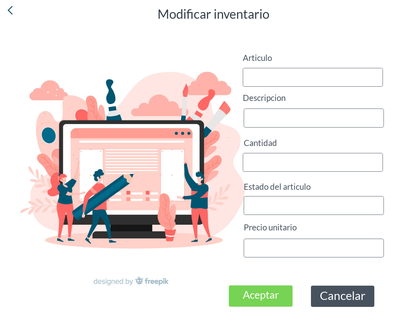 Modificar inventario
Articulo
Descripcion
Cantidad
Estado del articulo
Precio unitario
designed by freepik
Aceptar
Cancelar